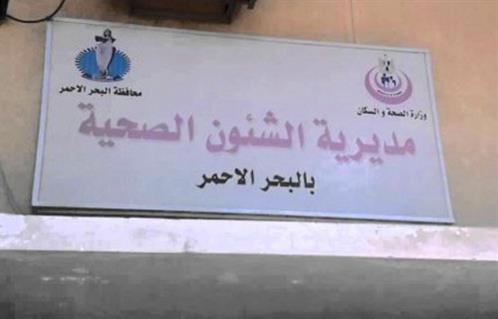 وزارة الصحة و السكان
محافظة البحر الاحمر
مديرية الشئون الصحية
بالبحر الاحمر